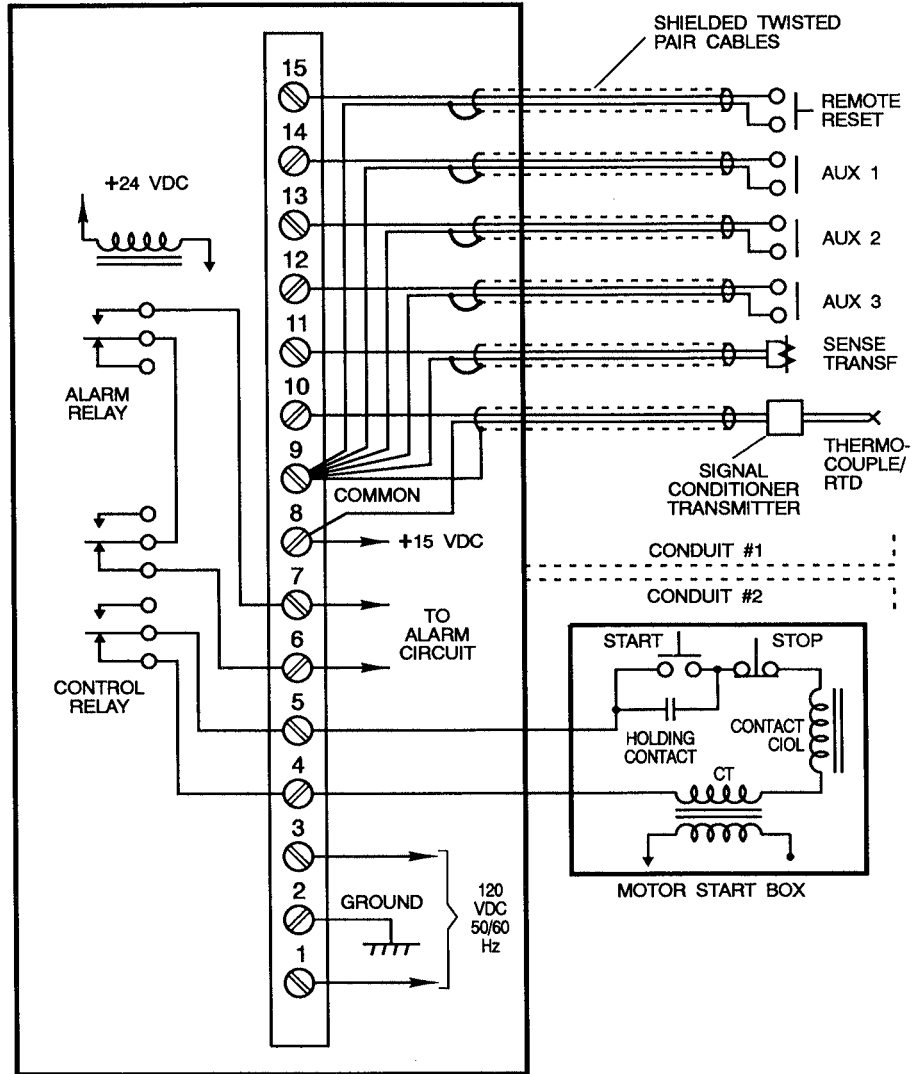 SHIELDED TWISTED
PAIR CABLES
15
REMOTE
RESET
14
AUX 1
+24 VDC
13
AUX 2
12
AUX 3
11
SENSE
TRANSF
ALARM
RELAY
10
THERMO-
COUPLE/
RTD
9
SIGNAL
CONDITIONER
TRANSMITTER
COMMON
8
+15 VDC
CONDUIT #1
7
CONDUIT #2
TO
ALARM
CIRCUIT
6
START
STOP
CONTROL
RELAY
5
HOLDING
CONTACT
CONTACT
CIOL
4
CT
3
2
GROUND
120
VDC
50/60
Hz
MOTOR START BOX
1